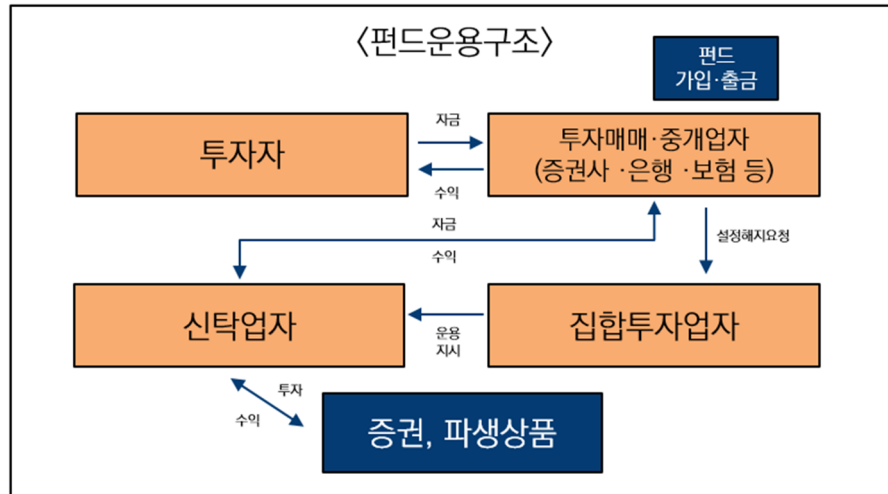 <펀드운용구조>
펀드
가입·출금
투자자
자금
수익
투자매매·중개업자
(증권사 ·은행 ·보험 등)
자금
수익
설정해지요청
신탁업자
운용
지시
집합투자업자
투자
수익
증권, 파생상품